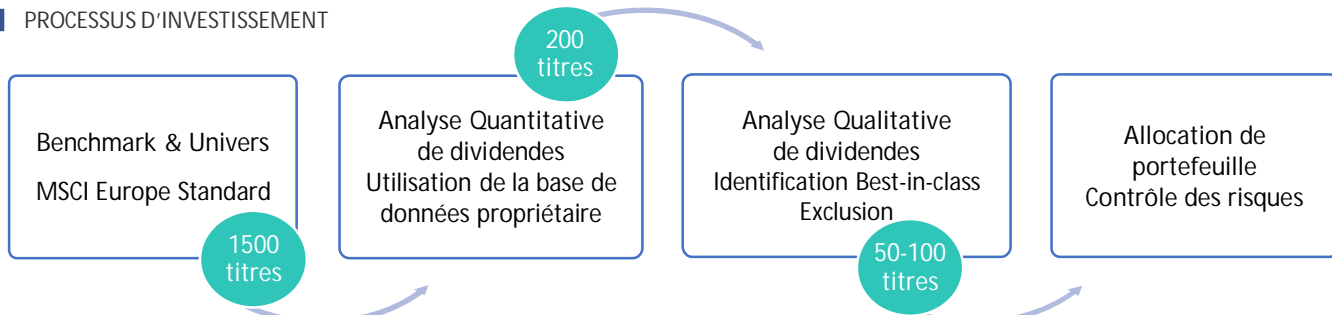 PROCESSUS D'INVESTISSEMENT
Benchmark & Univers
MSCI Europe Standard
1500
titres
Analyse Quantitative
de dividendes
Utilisation de la base de
données propriétaire
200
titres
Analyse Qualitative
de dividendes
Identification Best-in-class
Exclusion
50-100
titres
Allocation de
portefeuille
Contrôle des risques